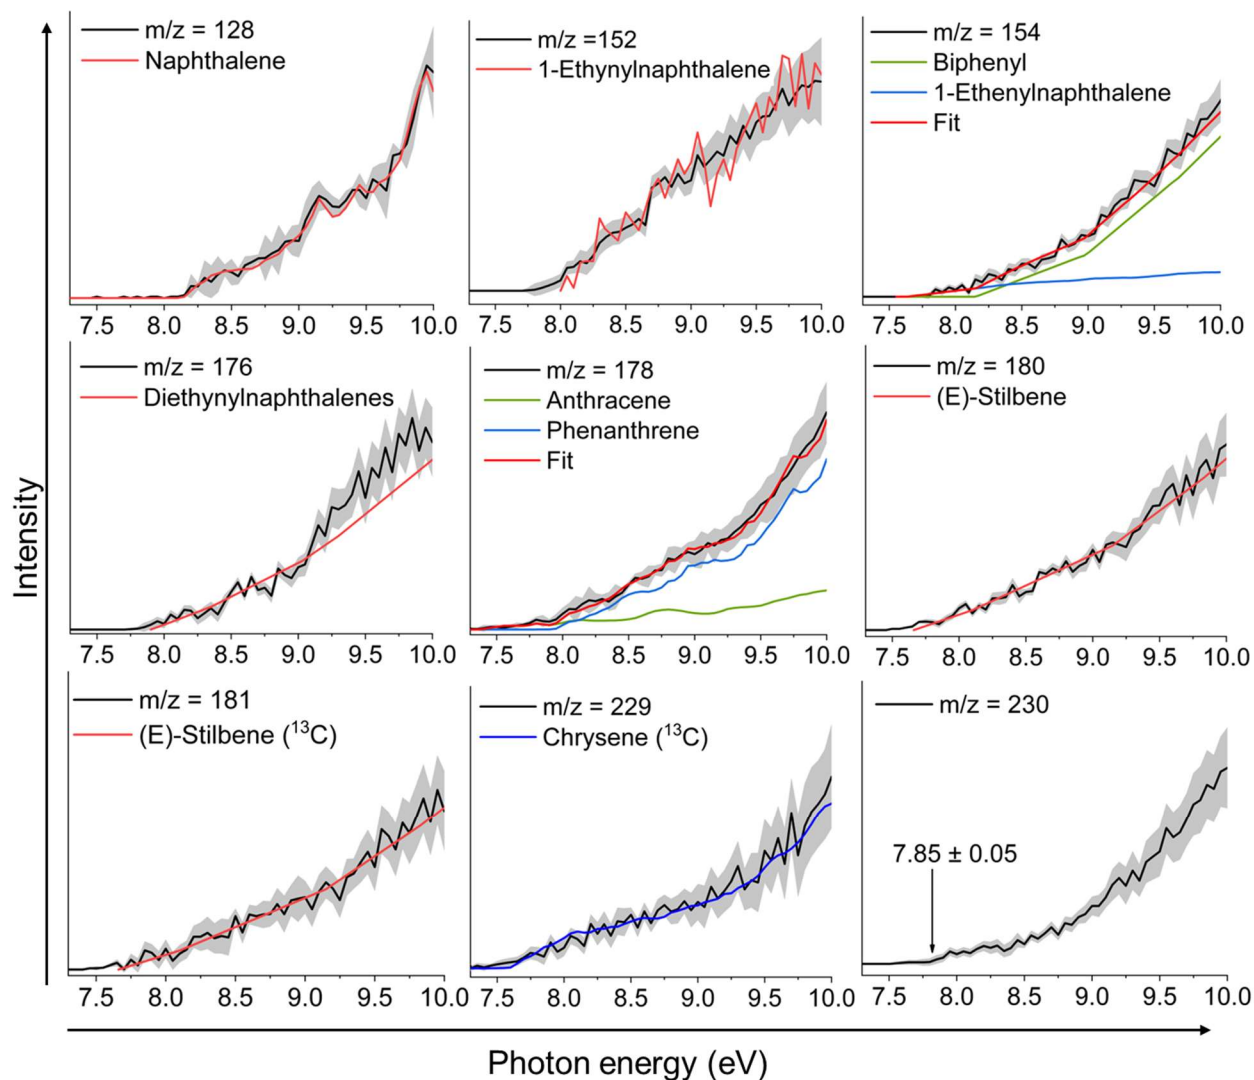 m/z = 128
Naphthalene
7.5 8.0 8.5 9.0 9.5 10.0
m/z =152
1-Ethynylnaphthalene
7.5 8.0 8.5 9.0 9.5 10.0
m/z = 154
Biphenyl
1-Ethenylnaphthalene
Fit
7.5 8.0 8.5 9.0 9.5 10.0
m/z = 176
Diethynylnaphthalenes
7.5 8.0 8.5 9.0 9.5 10.0
m/z = 178
Anthracene
Phenanthrene
Fit
7.5 8.0 8.5 9.0 9.5 10.0
m/z = 180
(E)-Stilbene
7.5 8.0 8.5 9.0 9.5 10.0
m/z = 181
(E)-Stilbene (¹³C)
7.5 8.0 8.5 9.0 9.5 10.0
m/z = 229
Chrysene (¹³C)
7.5 8.0 8.5 9.0 9.5 10.0
m/z = 230
7.85 ± 0.05
7.5 8.0 8.5 9.0 9.5 10.0
Intensity
Photon energy (eV)